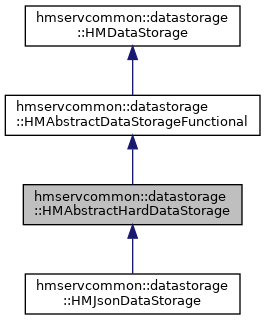 hmservcommon::datastorage
::HMDataStorage
hmservcommon::datastorage
::HMAbstractDataStorageFunctional
hmservcommon::datastorage
::HMAbstractHardDataStorage
hmservcommon::datastorage
::HMJsonDataStorage